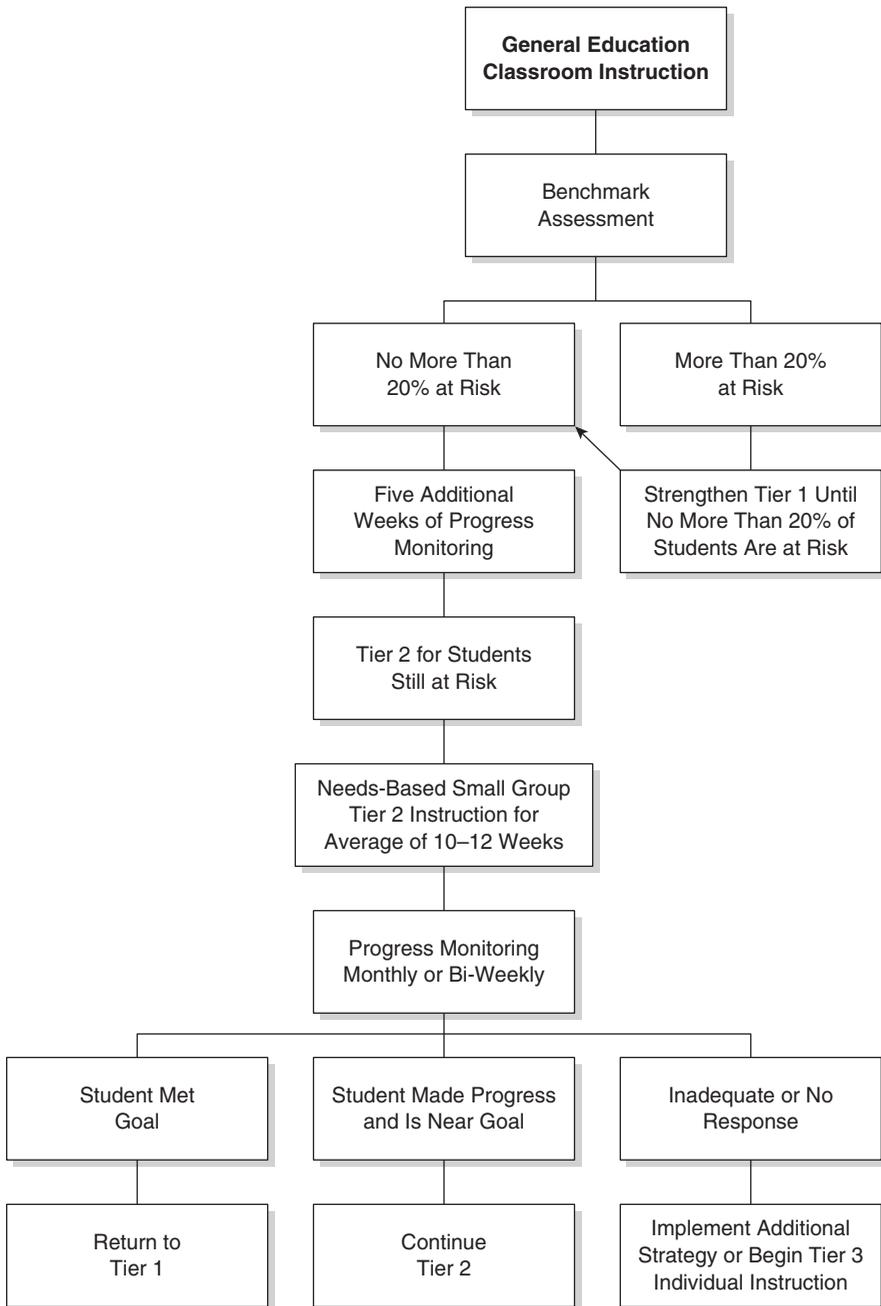 General Education
Classroom Instruction
Benchmark
Assessment
No More Than
20% at Risk
More Than 20%
at Risk
Five Additional
Weeks of Progress
Monitoring
Strengthen Tier 1 Until
No More Than 20% of
Students Are at Risk
Tier 2 for Students
Still at Risk
Needs-Based Small Group
Tier 2 Instruction for
Average of 10–12 Weeks
Progress Monitoring
Monthly or Bi-Weekly
Student Met
Goal
Student Made Progress
and Is Near Goal
Inadequate or No
Response
Return to
Tier 1
Continue
Tier 2
Implement Additional
Strategy or Begin Tier 3
Individual Instruction